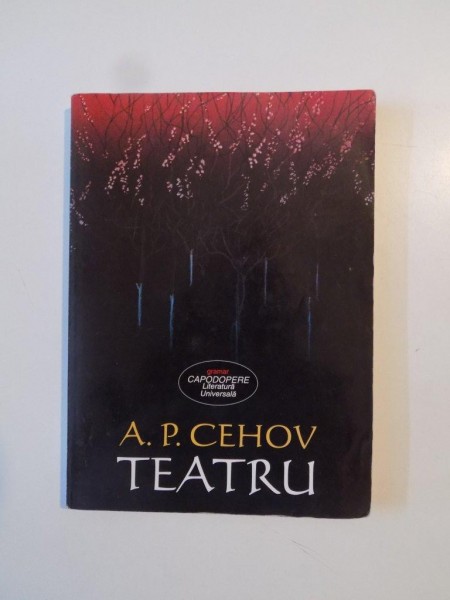 gramar
CAPODOPERE
Literatură
Universală
A. P. CEHOV
TEATRU